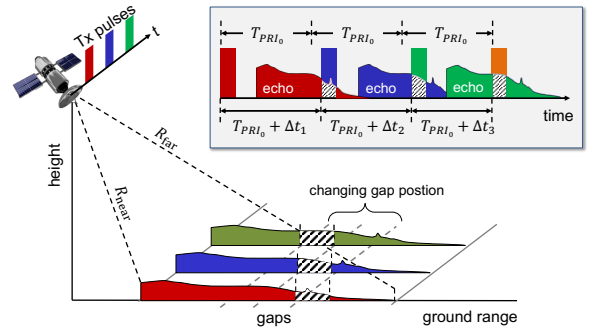 Tx pulses
t
T_{PRI_0} T_{PRI_0} T_{PRI_0}
echo echo echo
time
T_{PRI_0} + Δt_1 T_{PRI_0} + Δt_2 T_{PRI_0} + Δt_3
height
R_{near}
R_{far}
changing gap postion
gaps
ground range